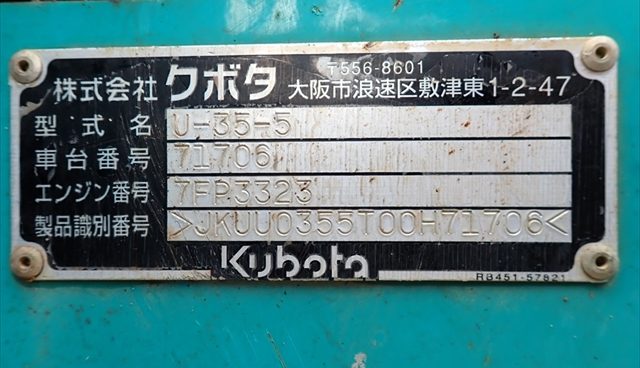 〒556-8601
株式会社 クボタ 大阪市浪速区敷津東1-2-47
型式名 U-35-5
車台番号 71706
エンジン番号 7FP3323
製品識別番号 >JKUU0355T00H71706<
Kubota
RB451-57821